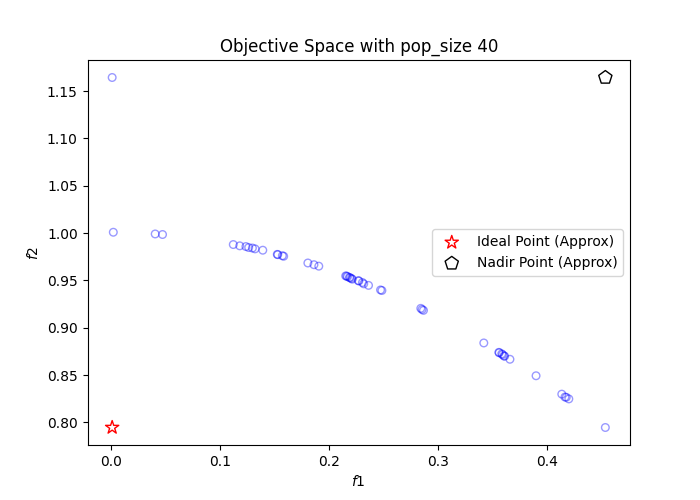 Objective Space with pop_size 40
1.15
1.10
1.05
1.00
0.95
0.90
0.85
0.80
f2
Ideal Point (Approx)
Nadir Point (Approx)
0.0 0.1 0.2 0.3 0.4
f1